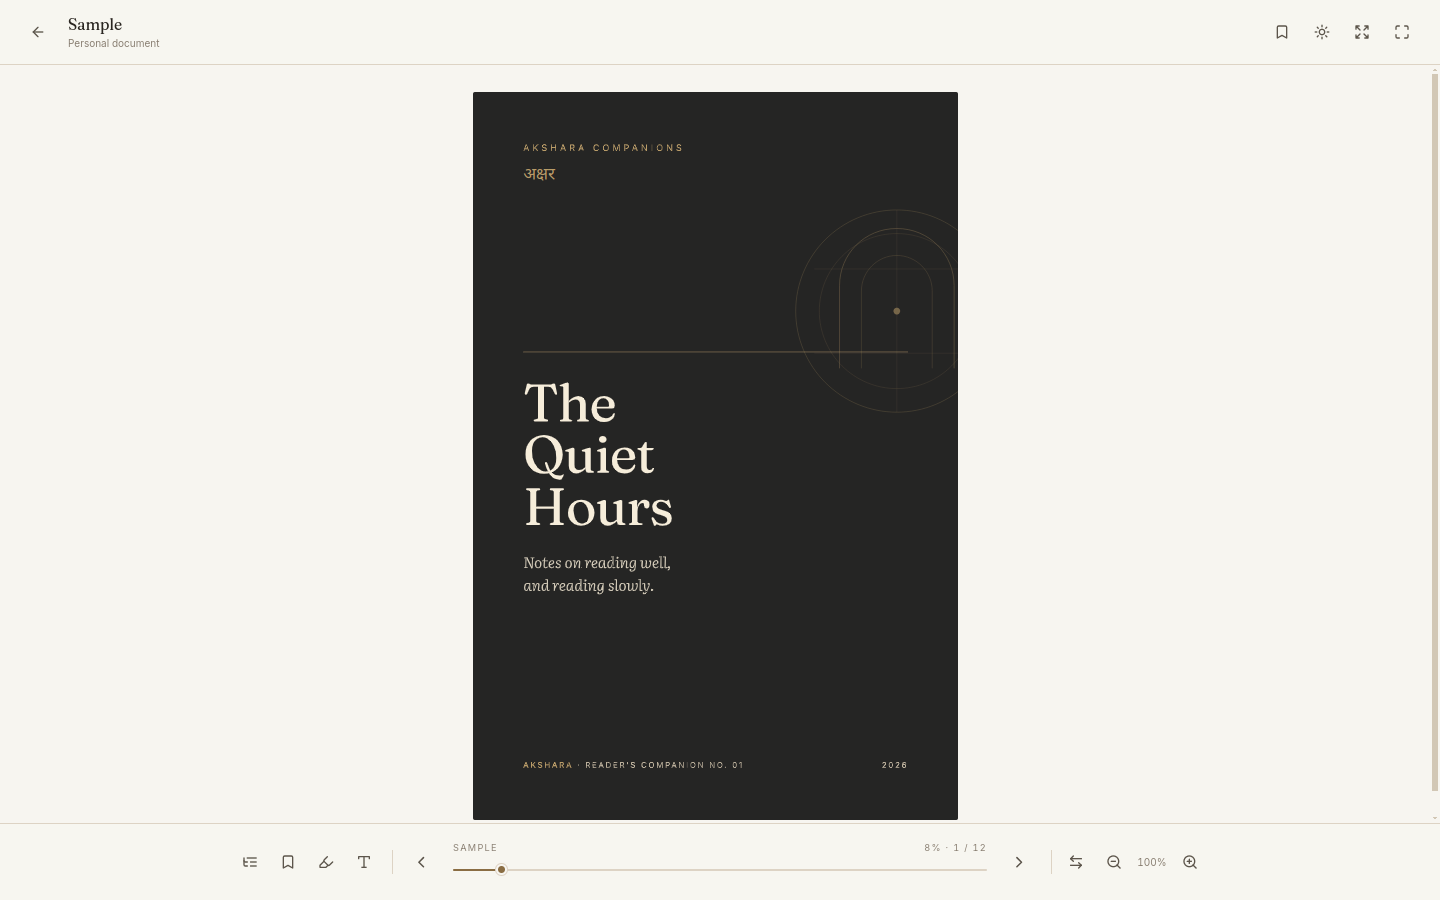 Sample
Personal document
AKSHARA COMPANIONS
अक्षर
The
Quiet
Hours
Notes on reading well,
and reading slowly.
AKSHARA · READER'S COMPANION NO. 01
2026
SAMPLE
8% · 1 / 12
100%